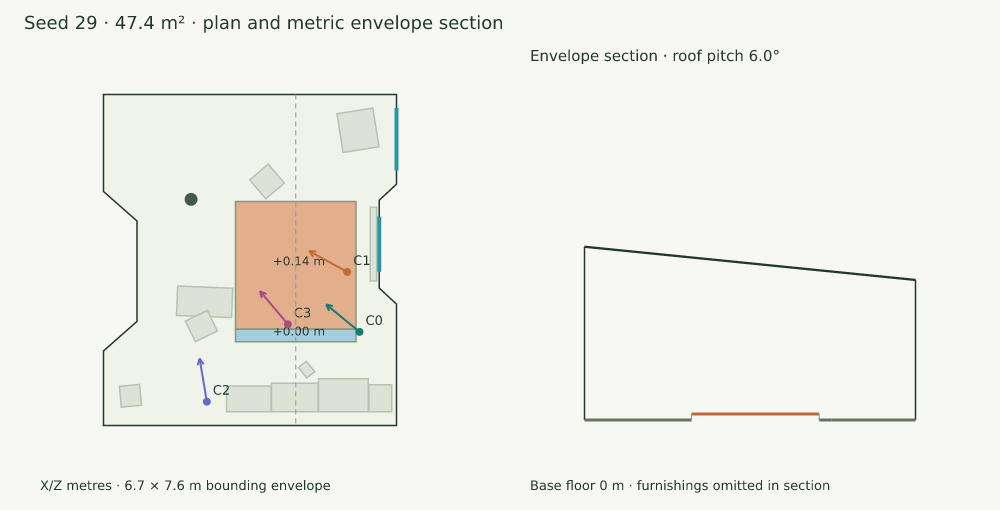 Seed 29 · 47.4 m² · plan and metric envelope section
Envelope section · roof pitch 6.0°
+0.14 m
C1
C3
C0
+0.00 m
C2
X/Z metres · 6.7 × 7.6 m bounding envelope
Base floor 0 m · furnishings omitted in section